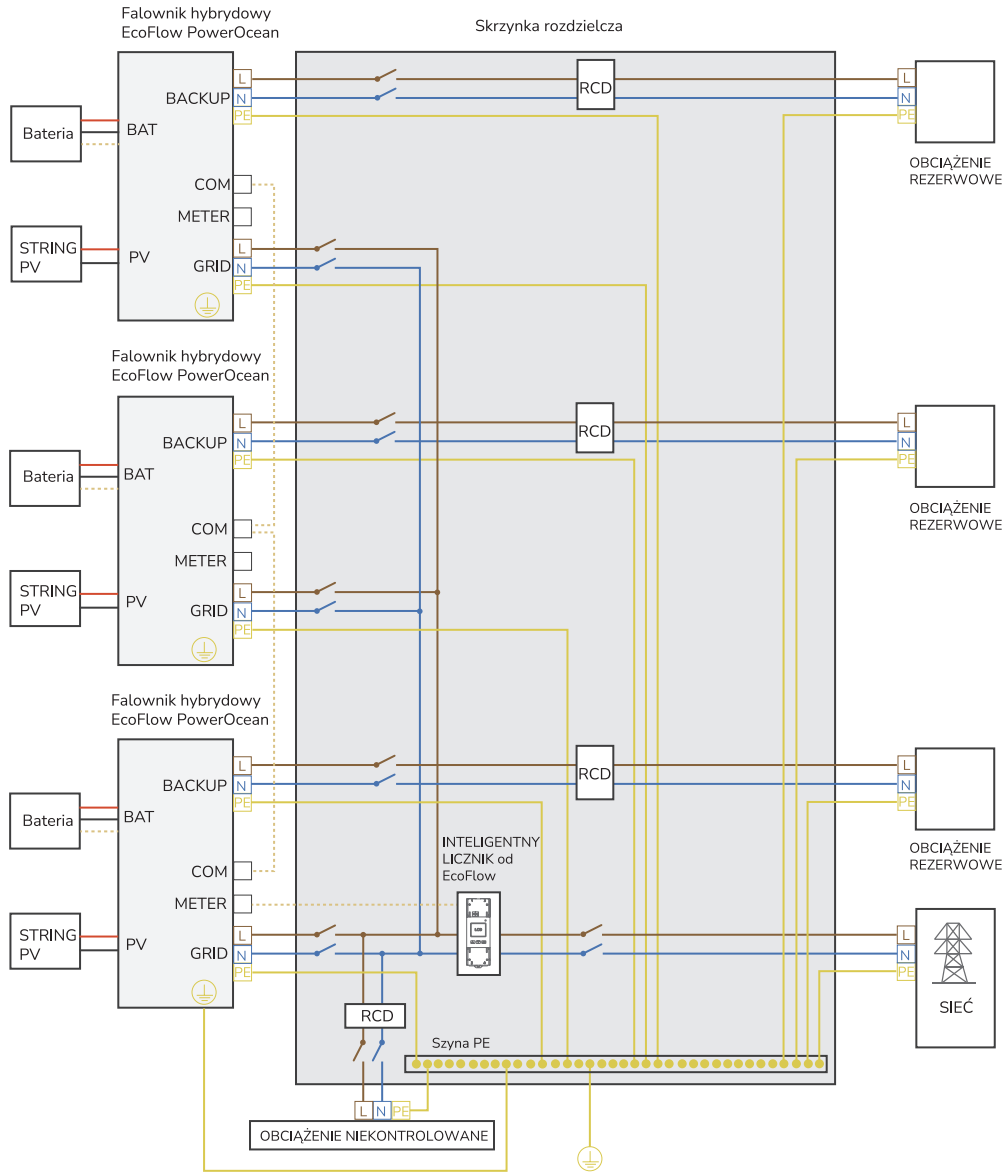 Falownik hybrydowy
EcoFlow PowerOcean
Skrzynka rozdzielcza
L
N
PE
BACKUP
BAT
Bateria
COM
METER
STRING
PV
PV
L
N
PE
GRID
RCD
L
N
PE
OBCIĄŻENIE
REZERWOWE
Falownik hybrydowy
EcoFlow PowerOcean
L
N
PE
BACKUP
BAT
Bateria
COM
METER
STRING
PV
PV
L
N
PE
GRID
RCD
L
N
PE
OBCIĄŻENIE
REZERWOWE
Falownik hybrydowy
EcoFlow PowerOcean
L
N
PE
BACKUP
BAT
Bateria
COM
METER
STRING
PV
PV
L
N
PE
GRID
RCD
L
N
PE
OBCIĄŻENIE
REZERWOWE
INTELIGENTNY
LICZNIK od
EcoFlow
L
N
PE
SIEĆ
RCD
Szyna PE
L
N
PE
OBCIĄŻENIE NIEKONTROLOWANE